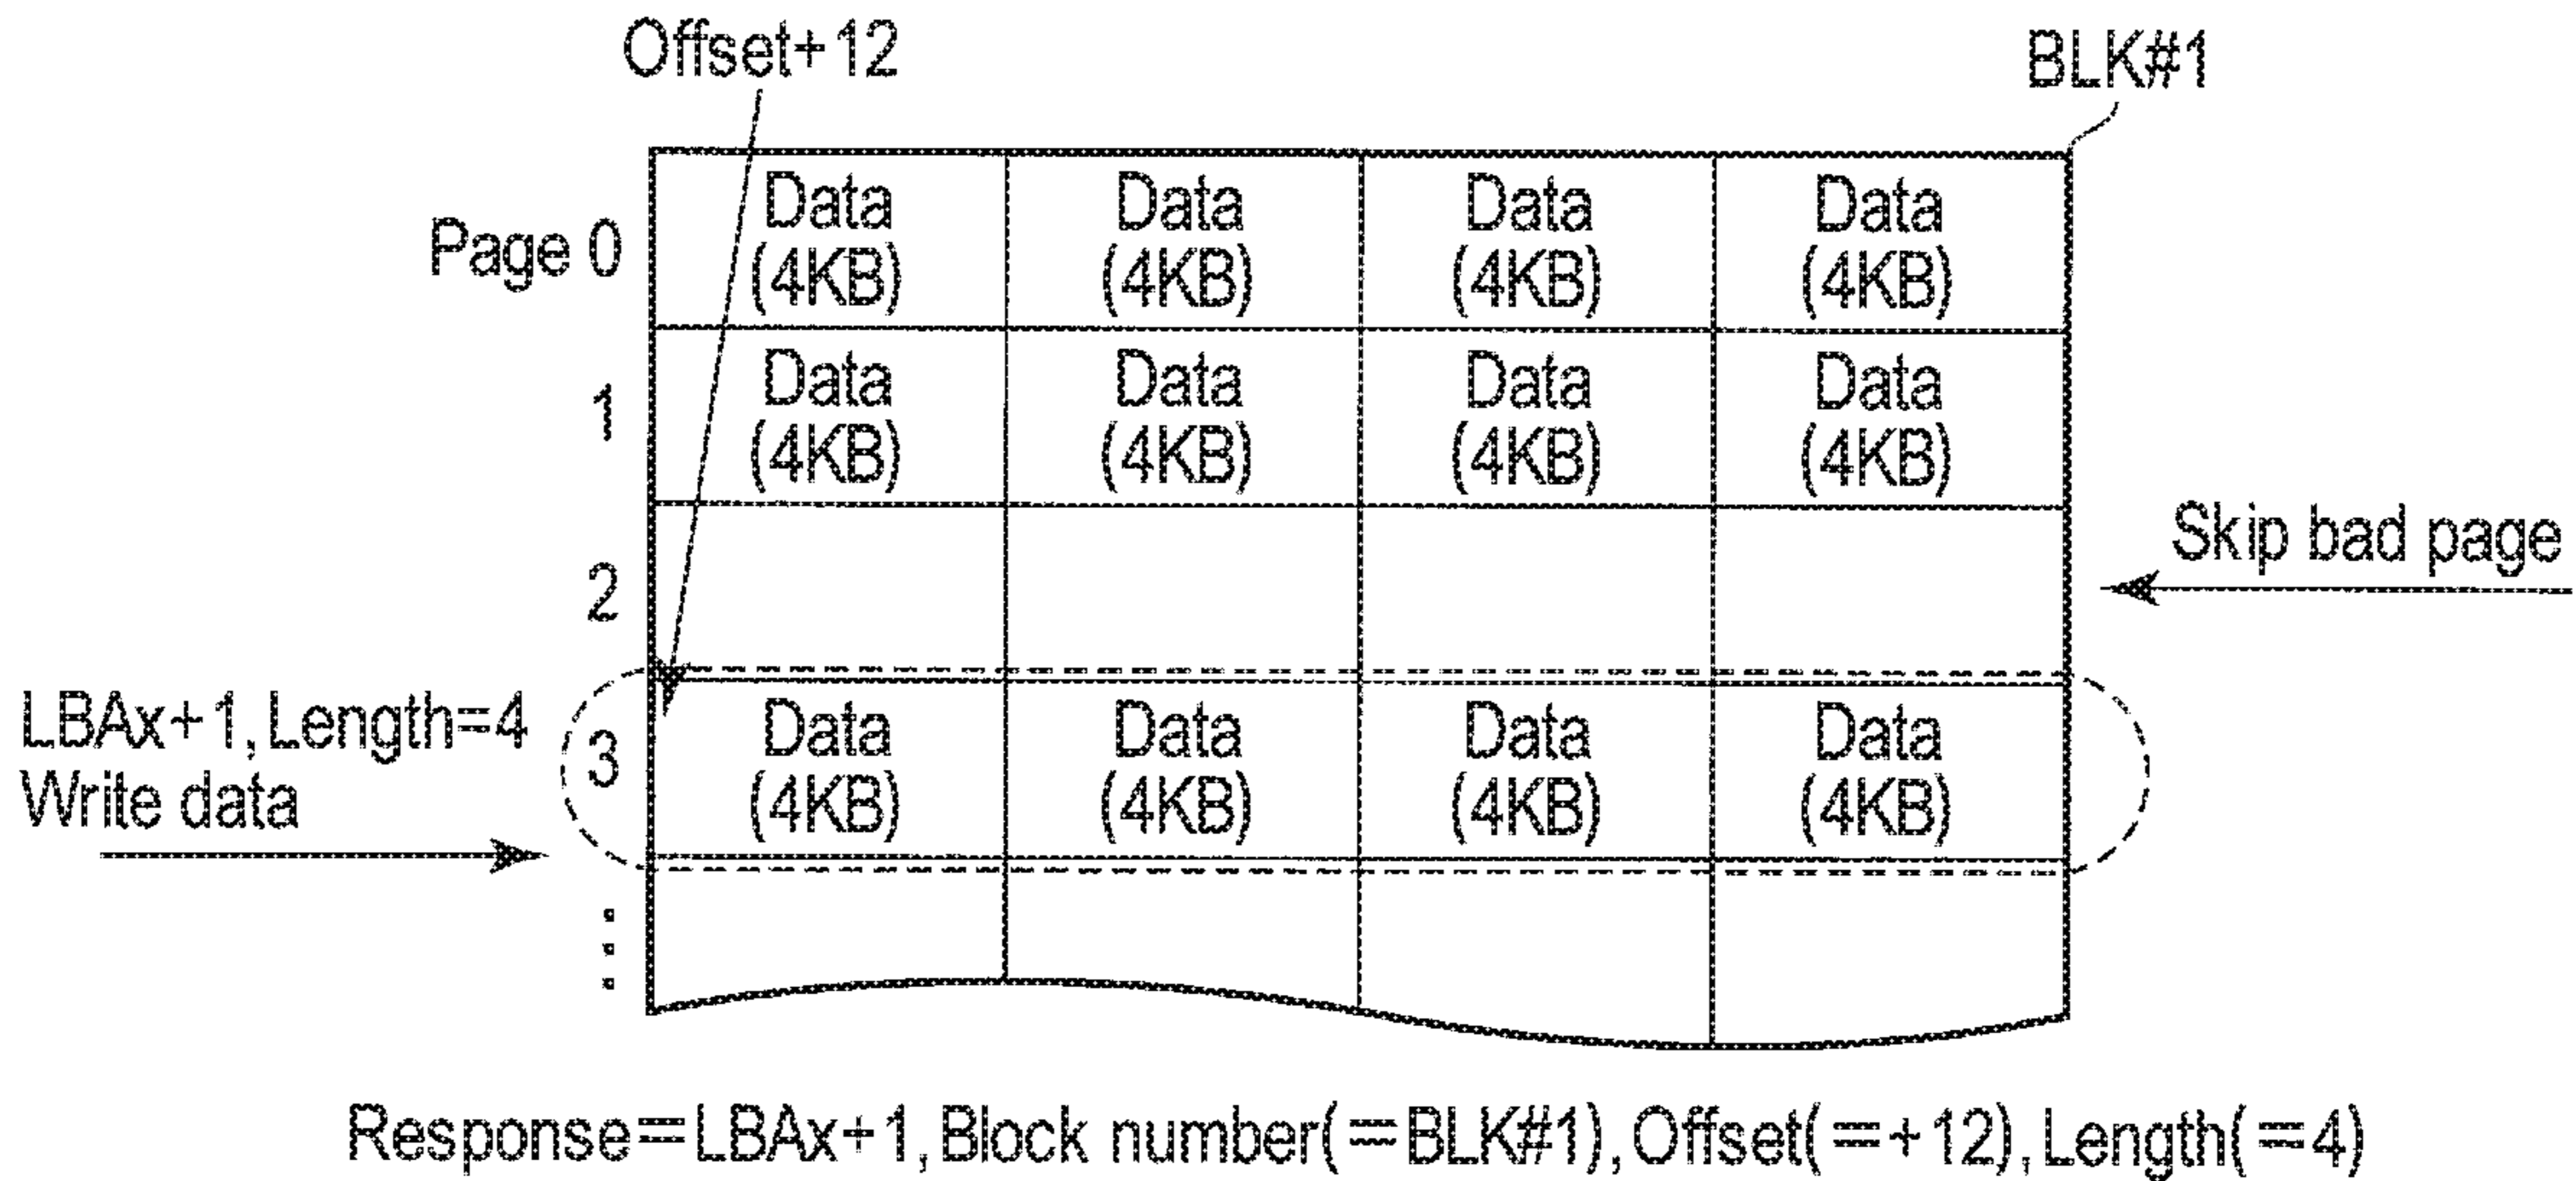 Offset+12
BLK#1
Page 0
Data Data Data Data
(4KB) (4KB) (4KB) (4KB)
1
Data Data Data Data
(4KB) (4KB) (4KB) (4KB)
2
Skip bad page
LBAx+1,Length=4
Write data
3
Data Data Data Data
(4KB) (4KB) (4KB) (4KB)
Response=LBAx+1,Block number(=BLK#1),Offset(=+12),Length(=4)